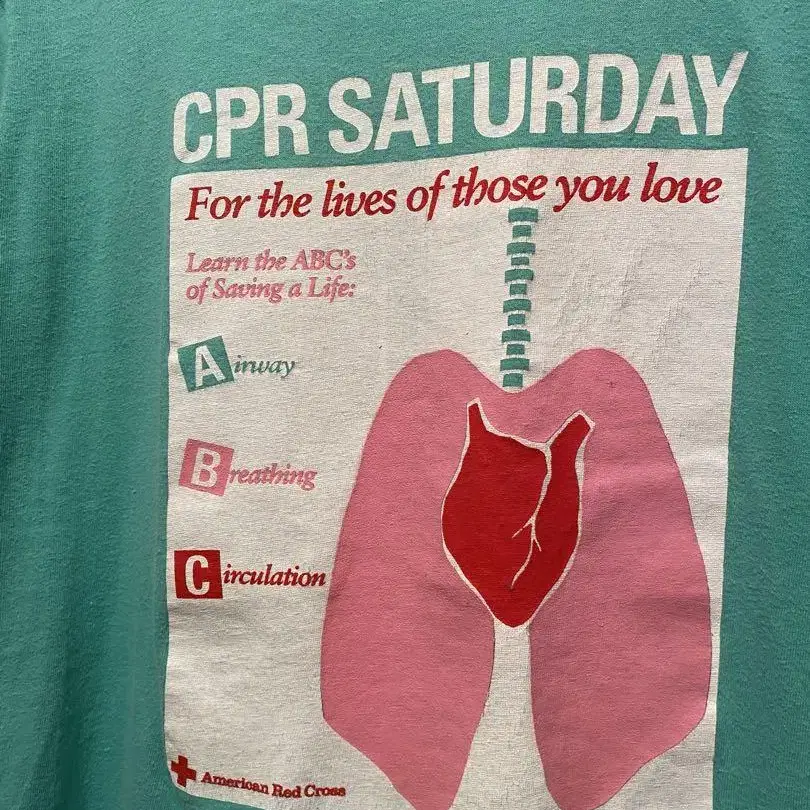 CPR SATURDAY
For the lives of those you love
Learn the ABC's
of Saving a Life:
Airway
Breathing
Circulation
American Red Cross